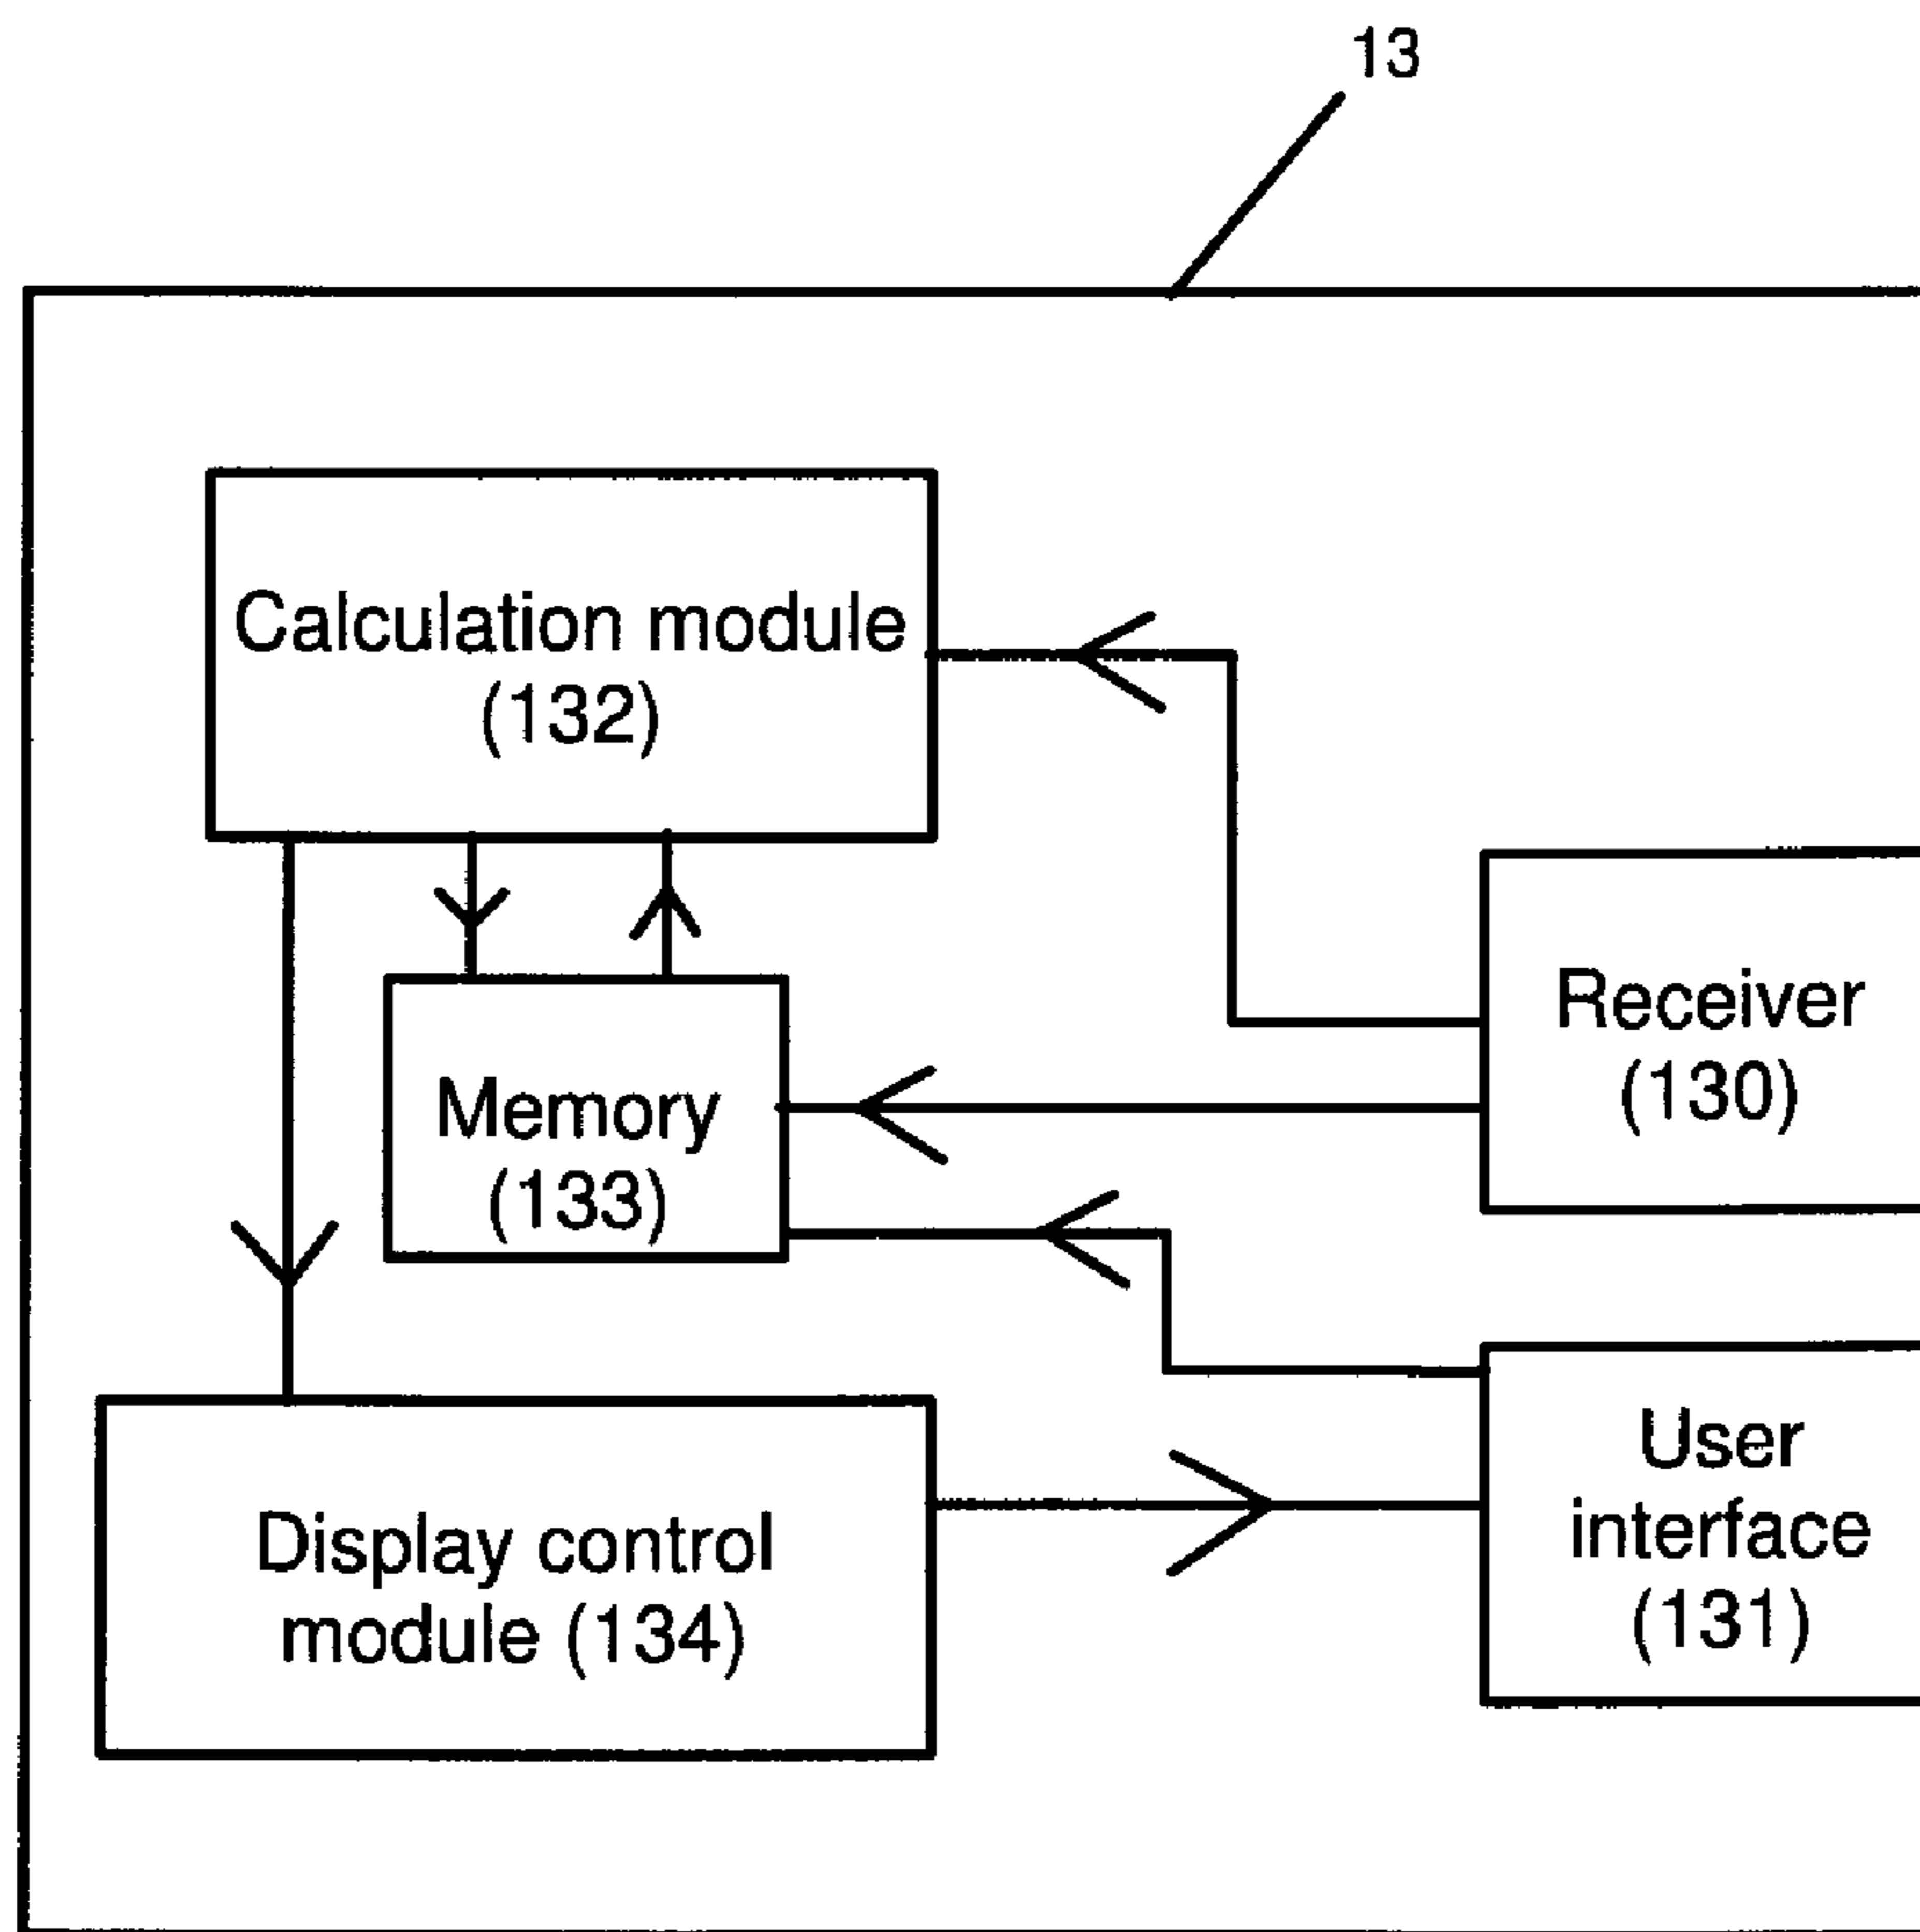 13
Calculation module
(132)
Receiver
(130)
Memory
(133)
User
interface
(131)
Display control
module (134)